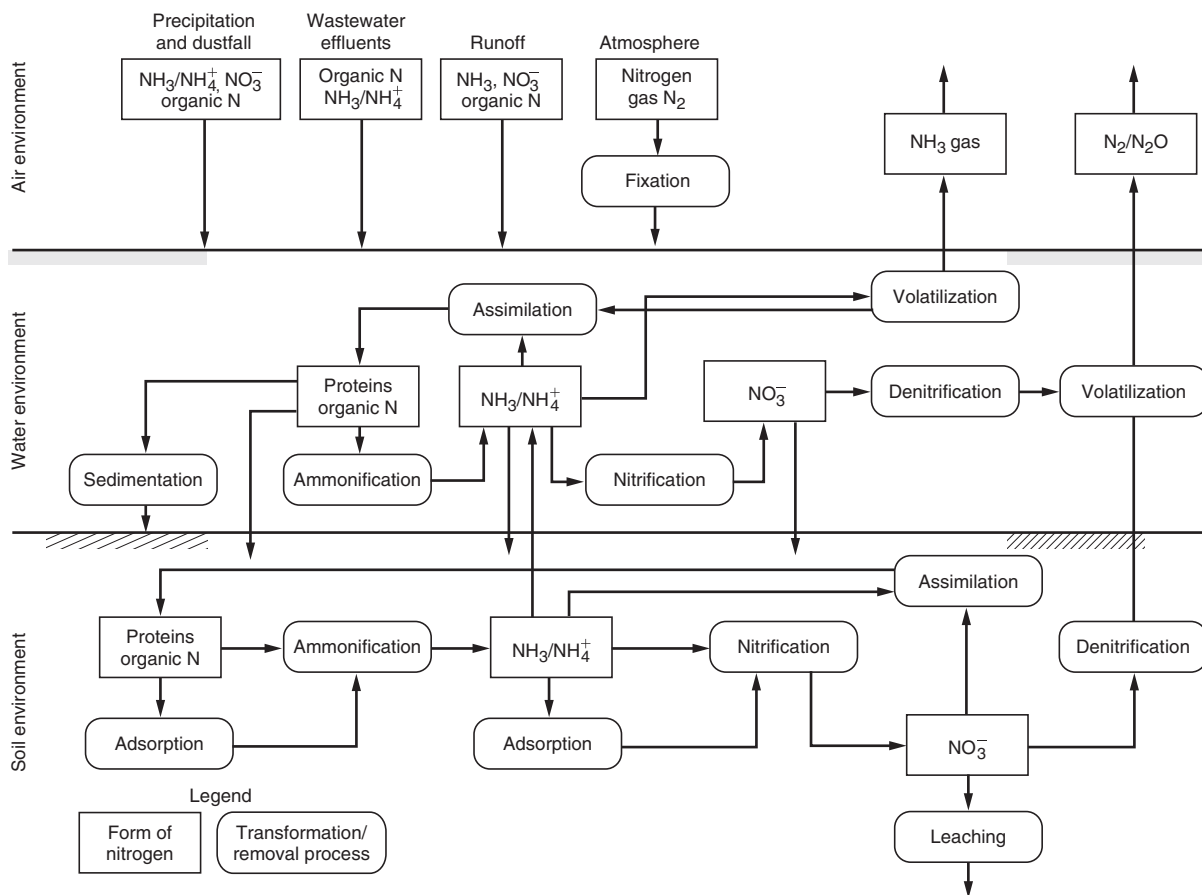 Precipitation
and dustfall
Wastewater
effluents
Runoff
Atmosphere
NH₃/NH₄⁺, NO₃⁻
organic N
Organic N
NH₃/NH₄⁺
NH₃, NO₃⁻
organic N
Nitrogen
gas N₂
NH₃ gas
N₂/N₂O
Fixation
Air environment
Assimilation
Volatilization
Proteins
organic N
NH₃/NH₄⁺
NO₃⁻
Denitrification
Volatilization
Sedimentation
Ammonification
Nitrification
Water environment
Assimilation
Proteins
organic N
Ammonification
NH₃/NH₄⁺
Nitrification
Denitrification
Adsorption
Adsorption
NO₃⁻
Leaching
Soil environment
Legend
Form of
nitrogen
Transformation/
removal process